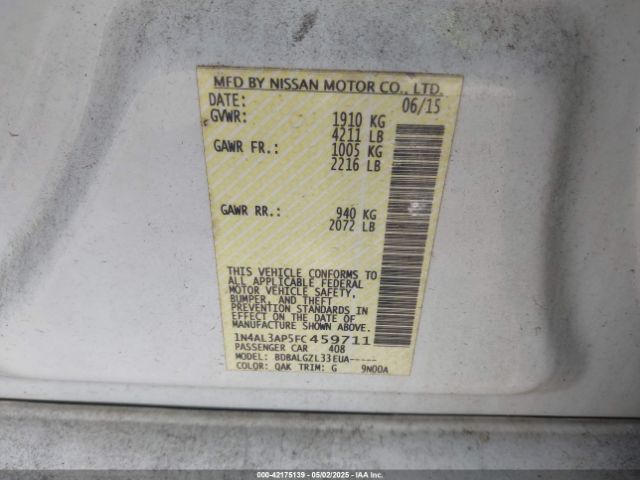 MFD BY NISSAN MOTOR CO., LTD.
DATE: 06/15
GVWR: 1910 KG
4211 LB
GAWR FR.: 1005 KG
2216 LB
GAWR RR.: 940 KG
2072 LB
THIS VEHICLE CONFORMS TO
ALL APPLICABLE FEDERAL
MOTOR VEHICLE SAFETY,
BUMPER, AND THEFT
PREVENTION STANDARDS
IN EFFECT ON THE DATE OF
MANUFACTURE SHOWN ABOVE.
1N4AL3AP5FC459711
PASSENGER CAR 408
MODEL: BDBALGZL33EUA-----
COLOR: QAK TRIM: G 9N00A
000-42175139 - 05/02/2025 - IAA Inc.